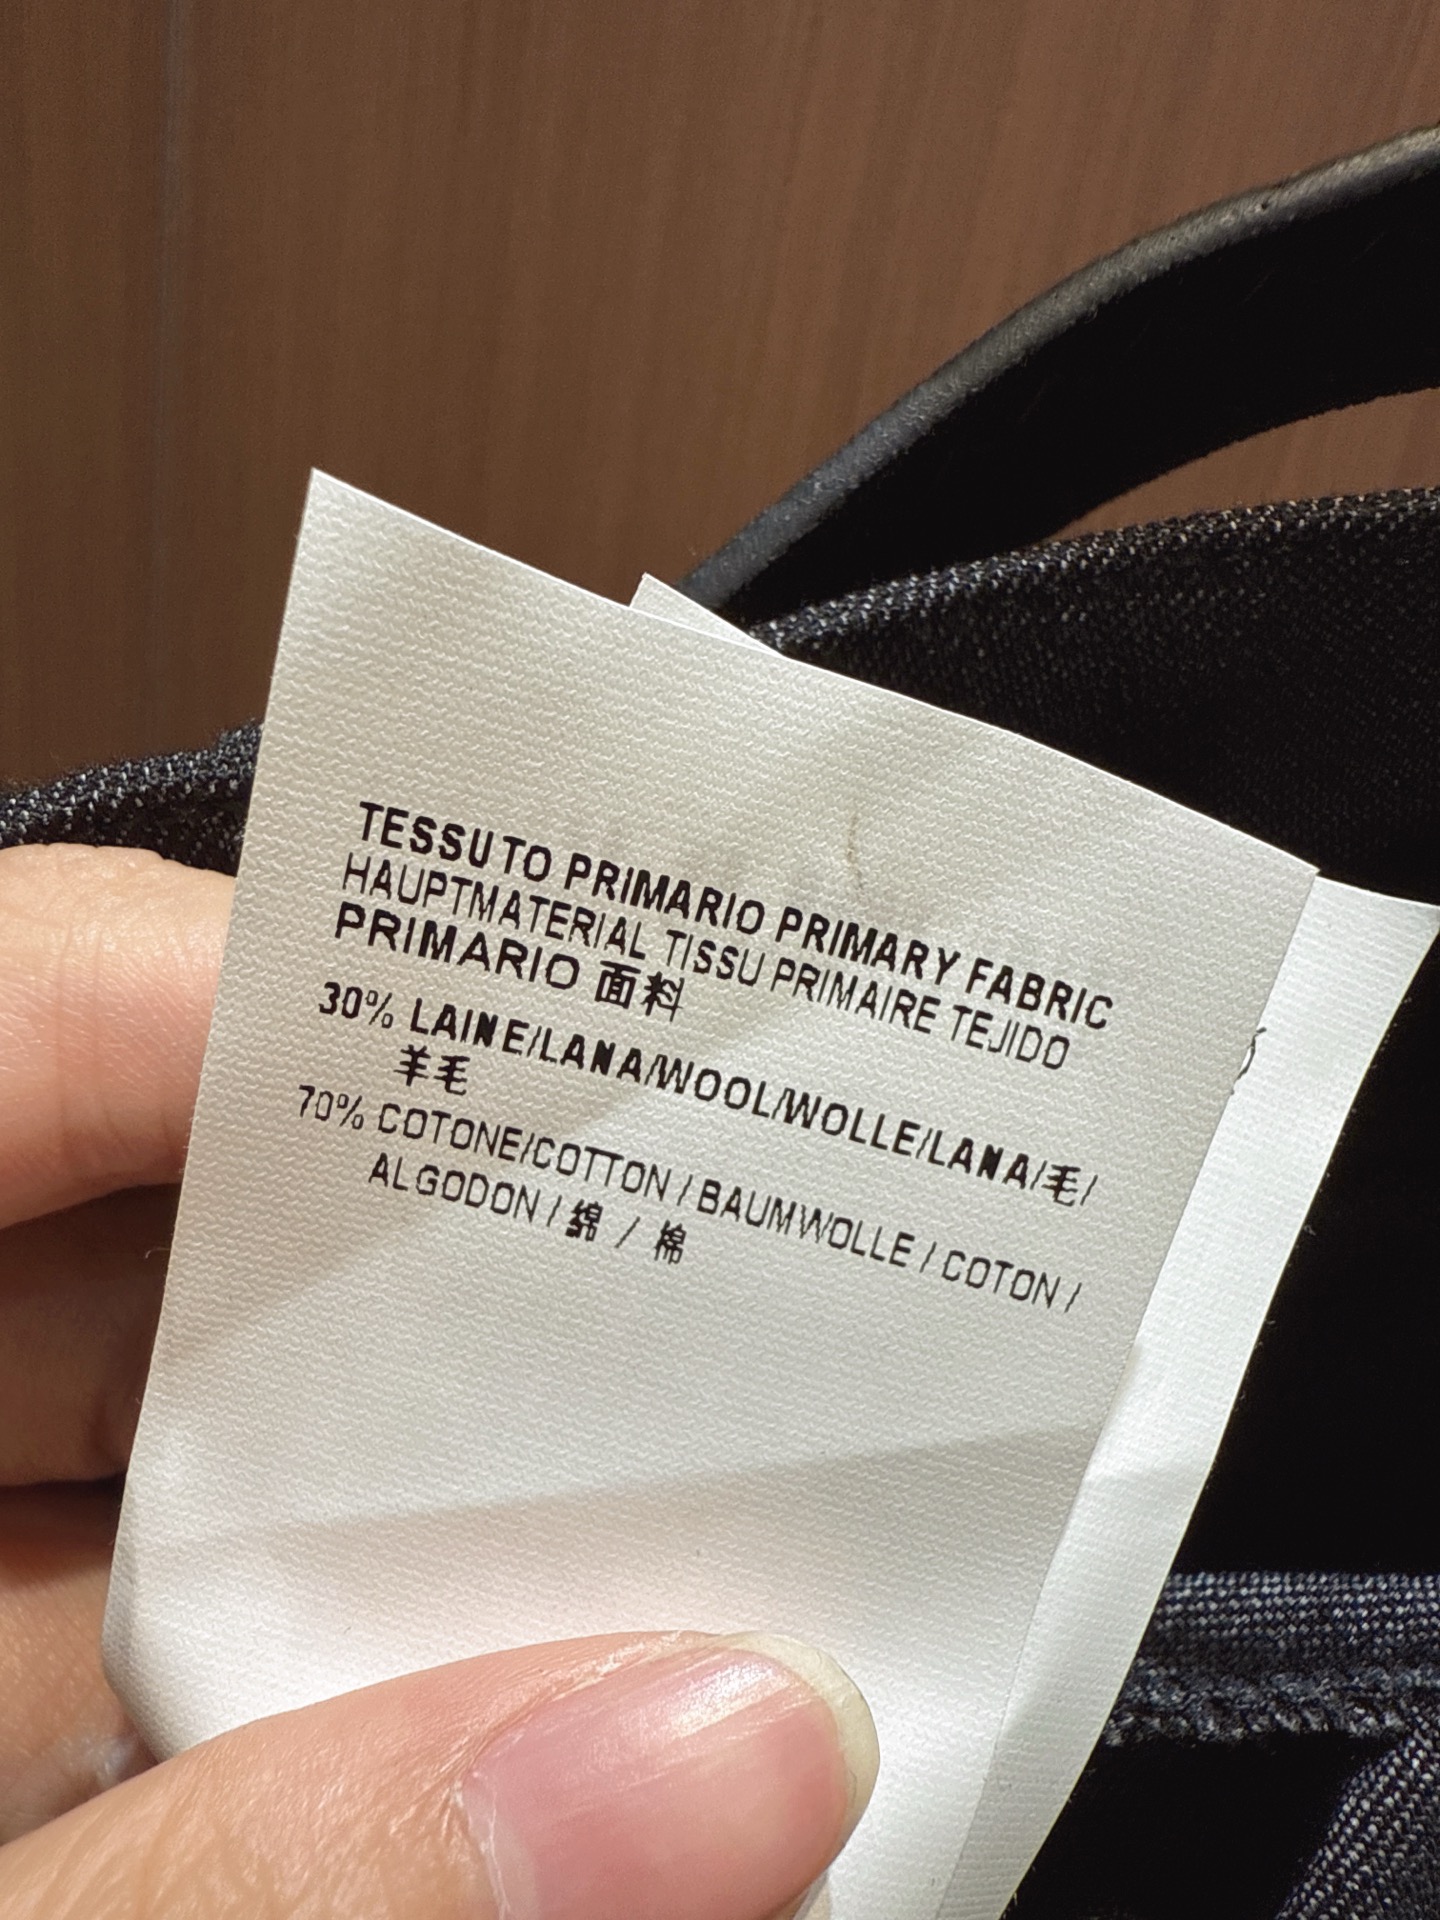 TESSUTO PRIMARIO PRIMARY FABRIC
HAUPTMATERIAL TISSU PRIMAIRE TEJIDO
PRIMARIO 面料
30% LAINE/LANA/WOOL/WOLLE/LANA/毛/
羊毛
70% COTONE/COTTON / BAUMWOLLE / COTON /
ALGODON / 綿 / 棉